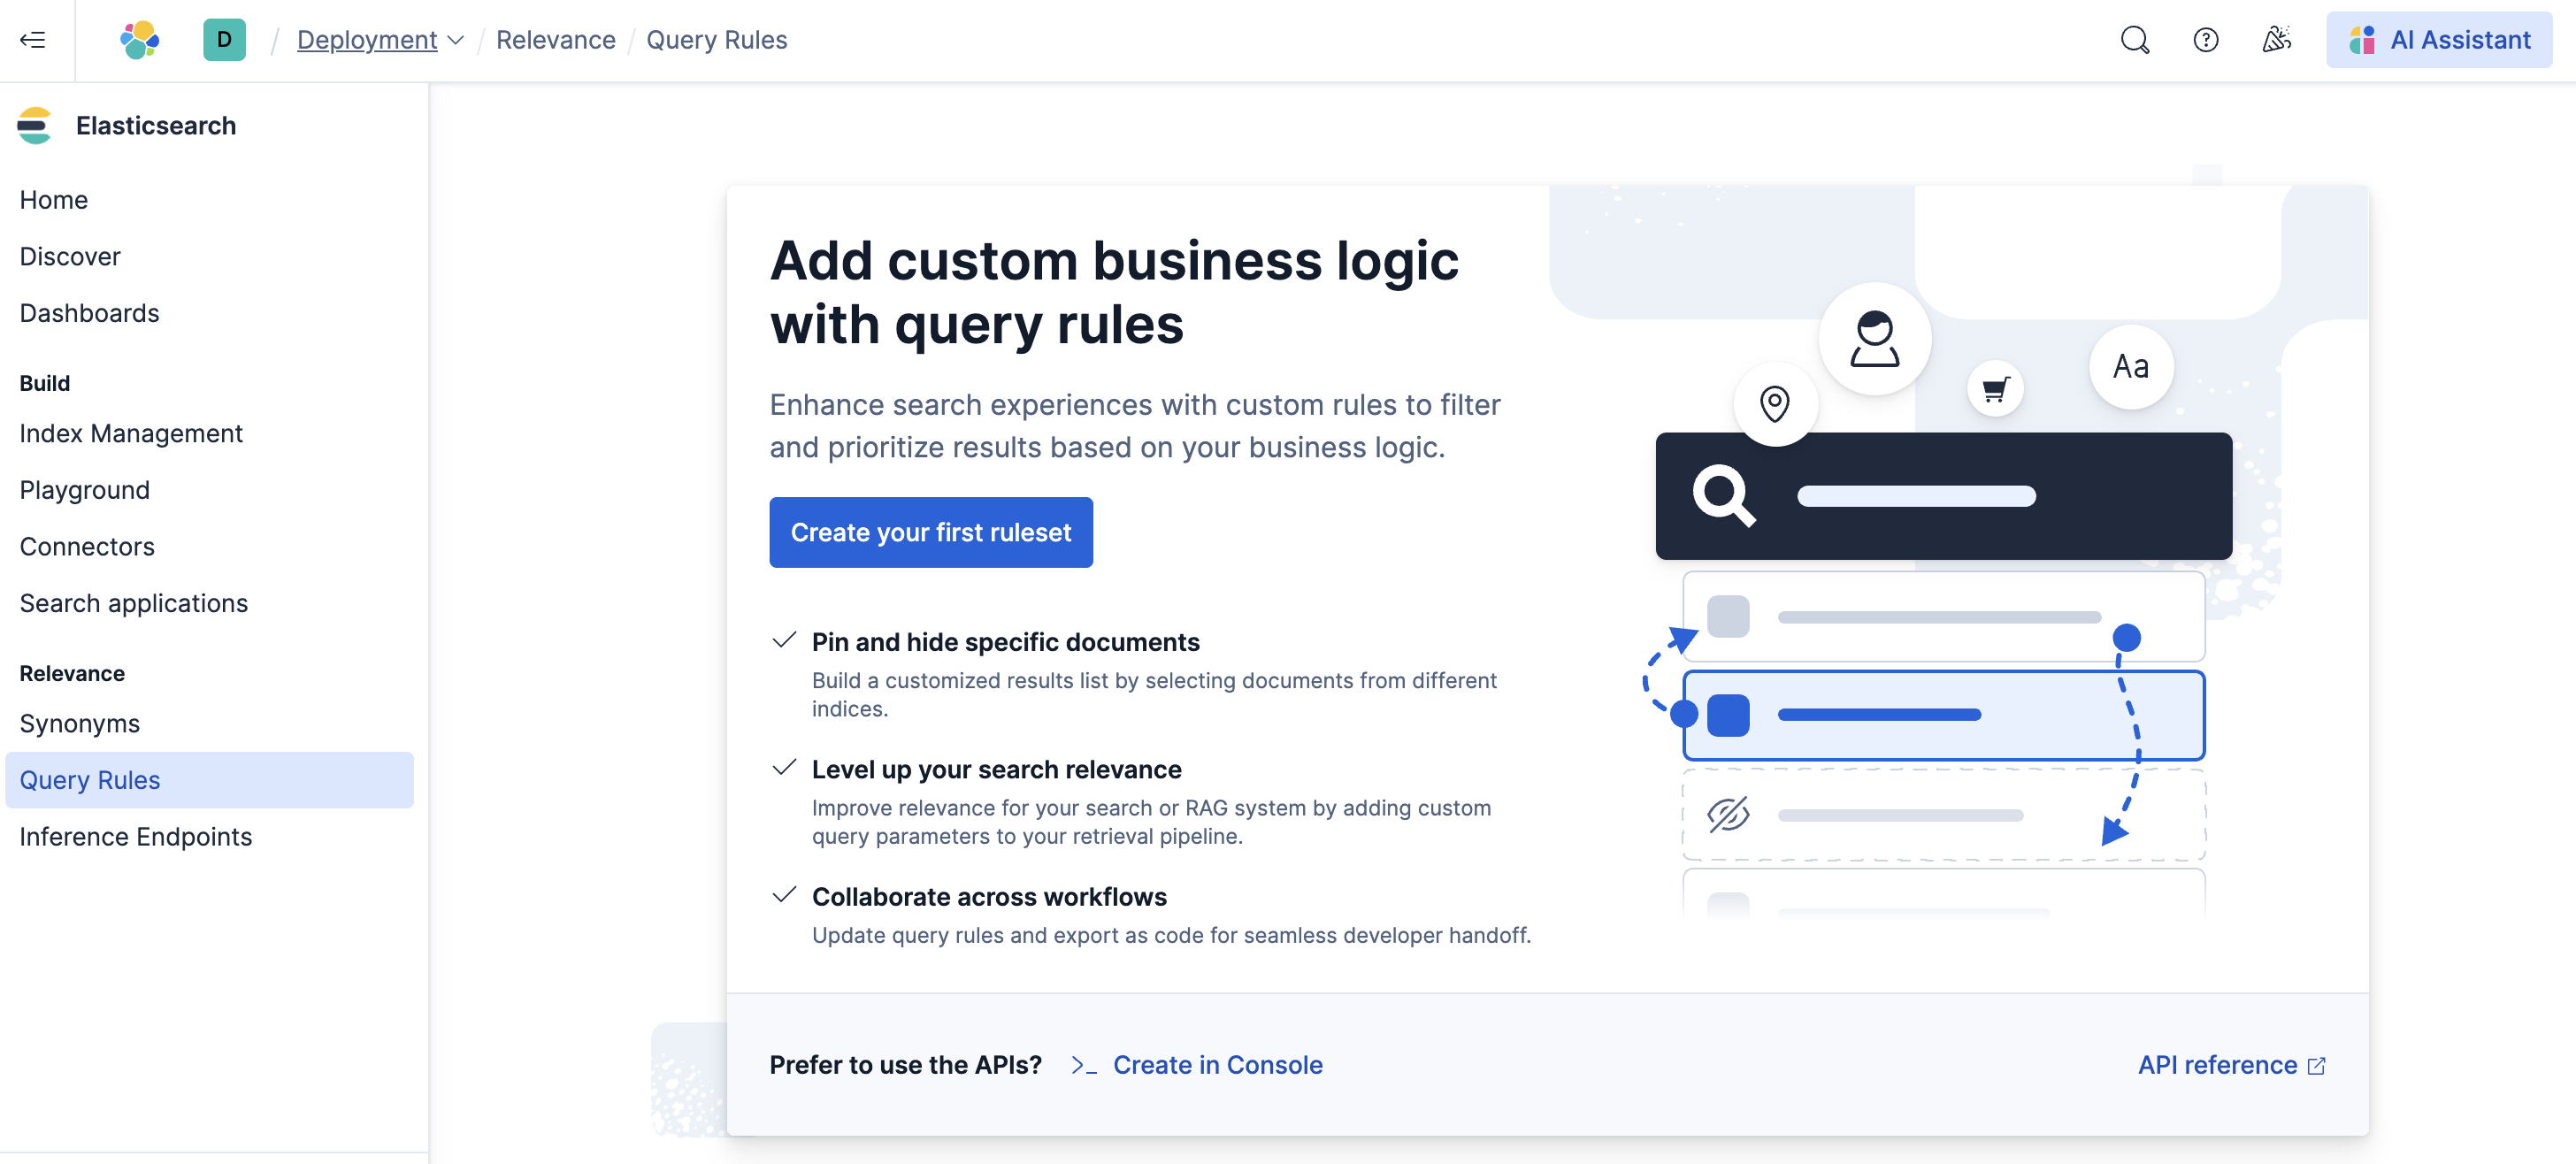 D / Deployment / Relevance / Query Rules
AI Assistant
Elasticsearch
Home
Discover
Dashboards
Build
Index Management
Playground
Connectors
Search applications
Relevance
Synonyms
Query Rules
Inference Endpoints
Add custom business logic
with query rules
Enhance search experiences with custom rules to filter
and prioritize results based on your business logic.
Create your first ruleset
Pin and hide specific documents
Build a customized results list by selecting documents from different
indices.
Level up your search relevance
Improve relevance for your search or RAG system by adding custom
query parameters to your retrieval pipeline.
Collaborate across workflows
Update query rules and export as code for seamless developer handoff.
Aa
Prefer to use the APIs? Create in Console
API reference